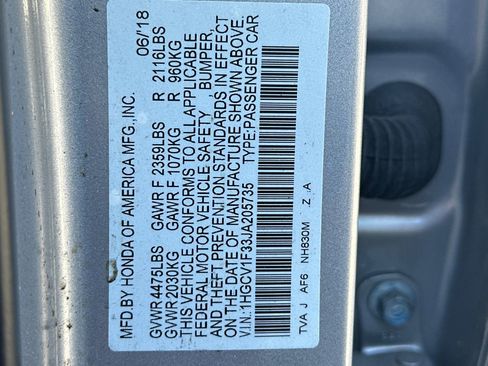 MFD.BY HONDA OF AMERICA MFG.,INC. 06/18
GVWR 4475LBS GAWR F 2359LBS R 2116LBS
GVWR 2030KG GAWR F 1070KG R 960KG
THIS VEHICLE CONFORMS TO ALL APPLICABLE
FEDERAL MOTOR VEHICLE SAFETY, BUMPER,
AND THEFT PREVENTION STANDARDS IN EFFECT
ON THE DATE OF MANUFACTURE SHOWN ABOVE.
V.I.N.:1HGCV1F33JA205735 TYPE:PASSENGER CAR
TVA J AF6 NH830M Z A